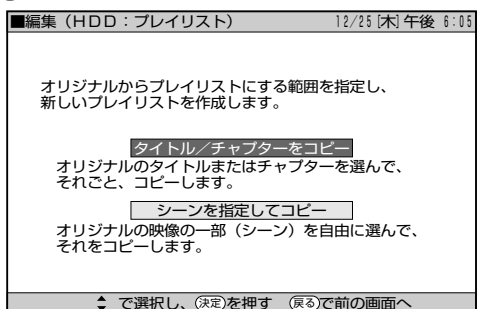 ■編集（HDD：プレイリスト） 12/25[木]午後 6:05
オリジナルからプレイリストにする範囲を指定し、
新しいプレイリストを作成します。
タイトル／チャプターをコピー
オリジナルのタイトルまたはチャプターを選んで、
それごと、コピーします。
シーンを指定してコピー
オリジナルの映像の一部（シーン）を自由に選んで、
それをコピーします。
で選択し、決定を押す 戻るで前の画面へ